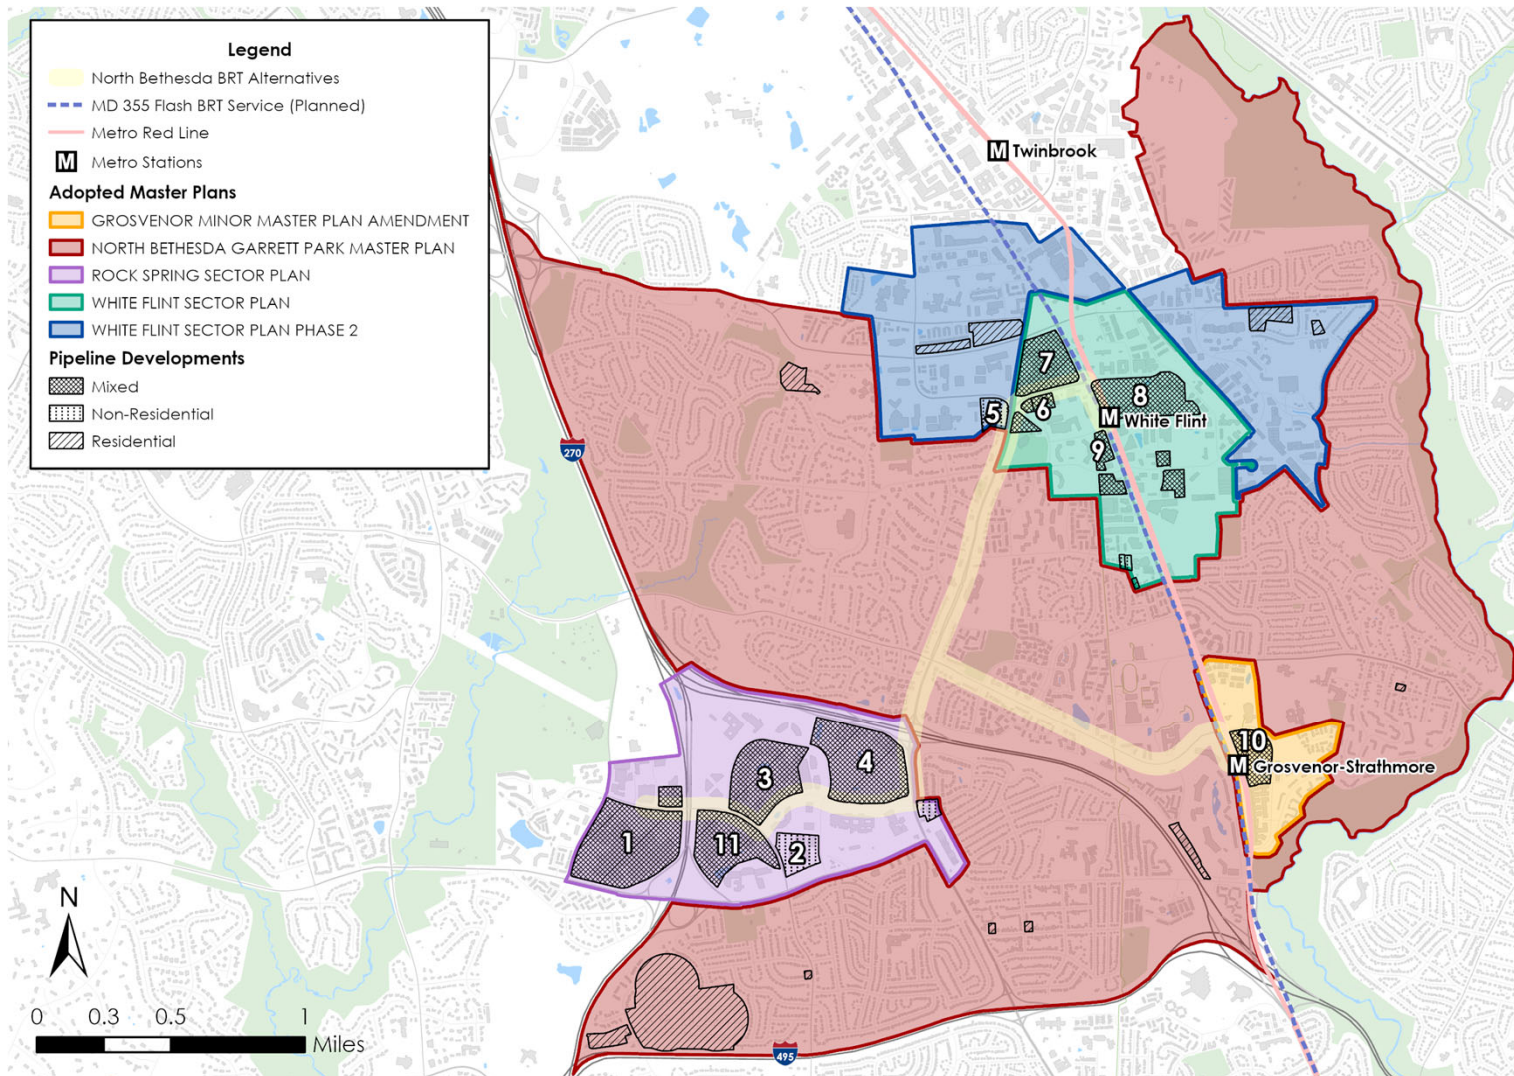 Legend
North Bethesda BRT Alternatives
MD 355 Flash BRT Service (Planned)
Metro Red Line
M Metro Stations
Adopted Master Plans
GROSVENOR MINOR MASTER PLAN AMENDMENT
NORTH BETHESDA GARRETT PARK MASTER PLAN
ROCK SPRING SECTOR PLAN
WHITE FLINT SECTOR PLAN
WHITE FLINT SECTOR PLAN PHASE 2
Pipeline Developments
Mixed
Non-Residential
Residential
M Twinbrook
7
8
5
6
M White Flint
9
270
10
M Grosvenor-Strathmore
4
3
1
11
2
N
0 0.3 0.5 1
Miles
495